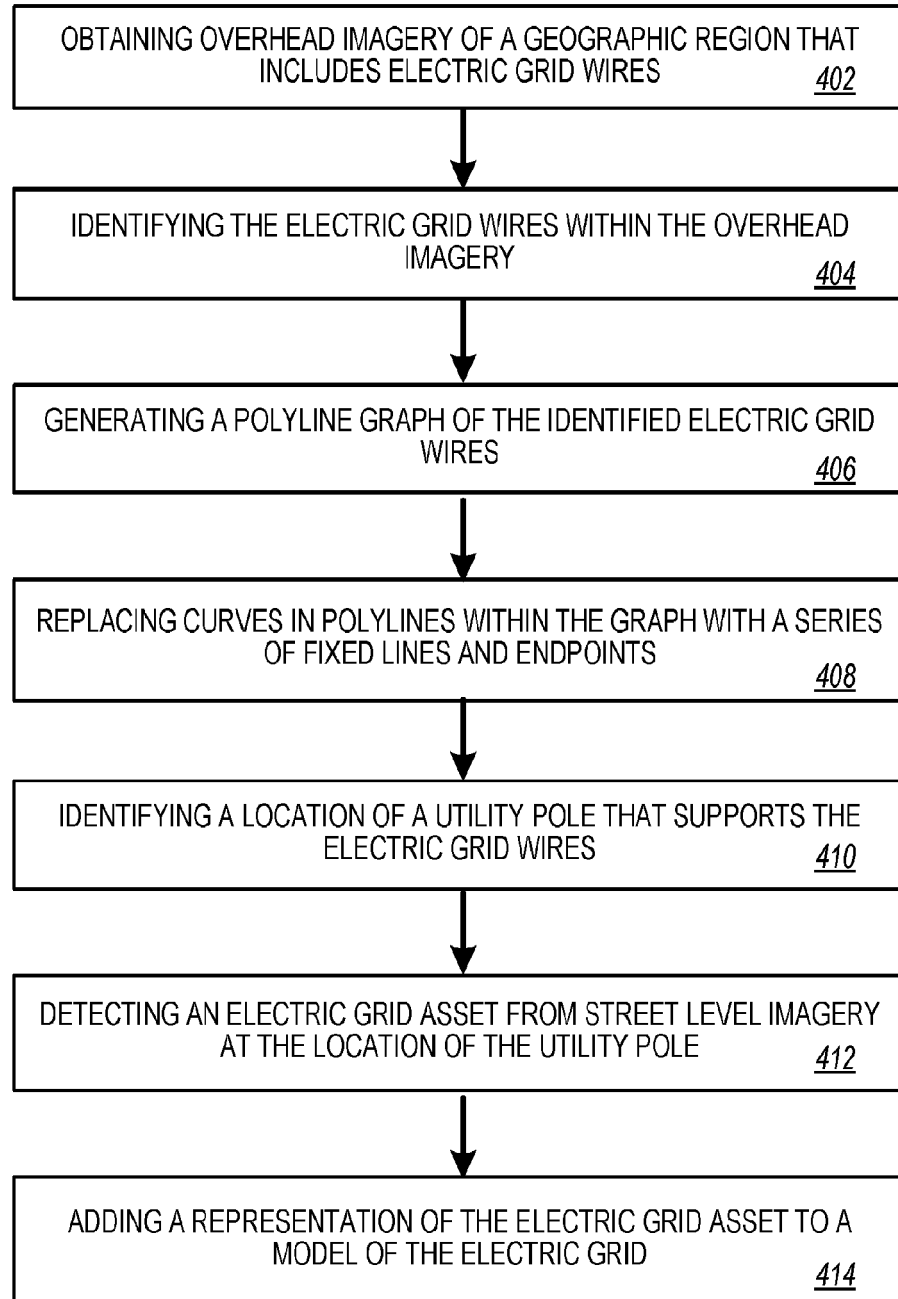 OBTAINING OVERHEAD IMAGERY OF A GEOGRAPHIC REGION THAT
INCLUDES ELECTRIC GRID WIRES
402
IDENTIFYING THE ELECTRIC GRID WIRES WITHIN THE OVERHEAD
IMAGERY
404
GENERATING A POLYLINE GRAPH OF THE IDENTIFIED ELECTRIC GRID
WIRES
406
REPLACING CURVES IN POLYLINES WITHIN THE GRAPH WITH A SERIES
OF FIXED LINES AND ENDPOINTS
408
IDENTIFYING A LOCATION OF A UTILITY POLE THAT SUPPORTS THE
ELECTRIC GRID WIRES
410
DETECTING AN ELECTRIC GRID ASSET FROM STREET LEVEL IMAGERY
AT THE LOCATION OF THE UTILITY POLE
412
ADDING A REPRESENTATION OF THE ELECTRIC GRID ASSET TO A
MODEL OF THE ELECTRIC GRID
414